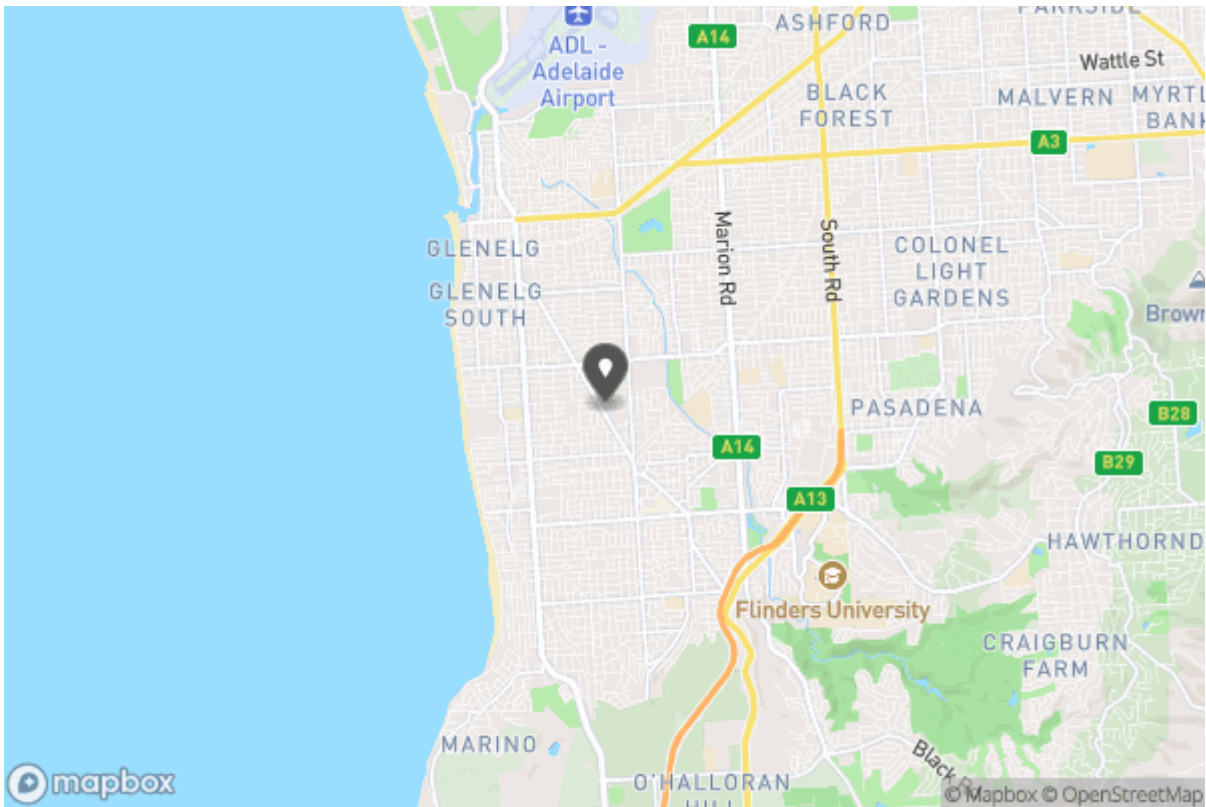 PARKSIDE
ASHFORD
A14
ADL -
Adelaide
Airport
Wattle St
BLACK
FOREST
MALVERN
MYRTL
BANK
A3
Marion Rd
South Rd
GLENELG
COLONEL
LIGHT
GARDENS
GLENELG
SOUTH
Brown
PASADENA
B28
A14
B29
A13
HAWTHORND
Flinders University
CRAIGBURN
FARM
MARINO
Black
O'HALLORAN
HILL
mapbox
© Mapbox © OpenStreetMap